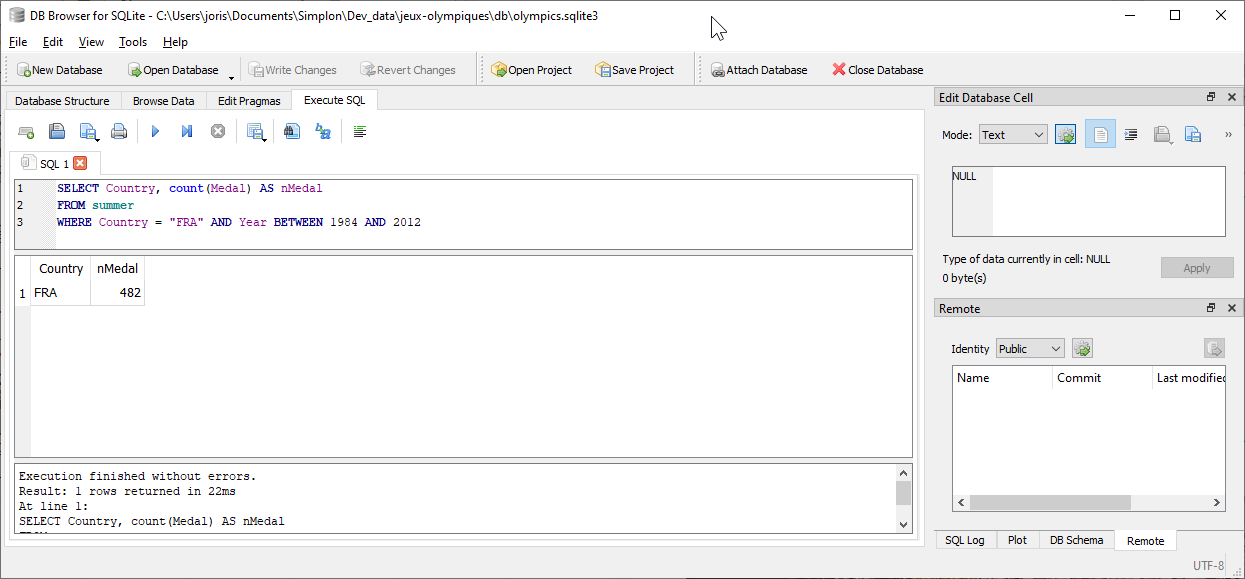 DB Browser for SQLite - C:\Users\joris\Documents\Simplon\Dev_data\jeux-olympiques\db\olympics.sqlite3
File Edit View Tools Help
New Database Open Database Write Changes Revert Changes Open Project Save Project Attach Database Close Database
Database Structure Browse Data Edit Pragmas Execute SQL
SQL 1
1 SELECT Country, count(Medal) AS nMedal
2 FROM summer
3 WHERE Country = "FRA" AND Year BETWEEN 1984 AND 2012
Country nMedal
1 FRA 482
Execution finished without errors.
Result: 1 rows returned in 22ms
At line 1:
SELECT Country, count(Medal) AS nMedal
Edit Database Cell
Mode: Text
NULL
Type of data currently in cell: NULL
0 byte(s)
Apply
Remote
Identity Public
Name Commit Last modified
SQL Log Plot DB Schema Remote
UTF-8